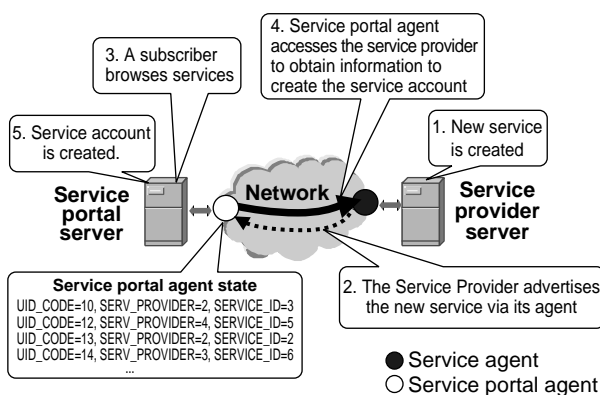 3. A subscriber
browses services
4. Service portal agent
accesses the service provider
to obtain information to
create the service account
5. Service account
is created.
1. New service
is created
Service
portal
server
Network
Service
provider
server
Service portal agent state
UID_CODE=10, SERV_PROVIDER=2, SERVICE_ID=3
UID_CODE=12, SERV_PROVIDER=4, SERVICE_ID=5
UID_CODE=13, SERV_PROVIDER=2, SERVICE_ID=2
UID_CODE=14, SERV_PROVIDER=3, SERVICE_ID=6
...
2. The Service Provider advertises
the new service via its agent
Service agent
Service portal agent